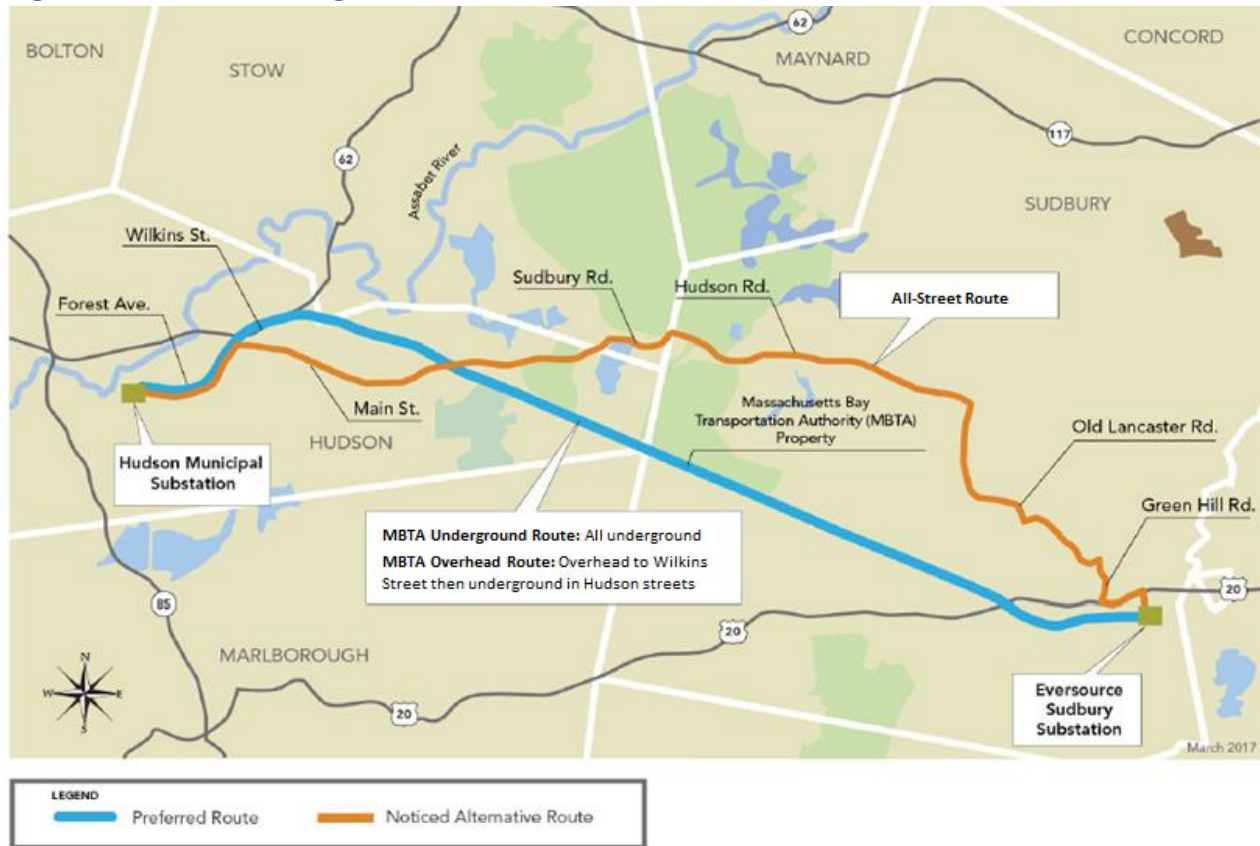 BOLTON
STOW
62
MAYNARD
CONCORD
117
62
Assabet River
SUDBURY
Wilkins St.
Forest Ave.
Sudbury Rd.
Hudson Rd.
All-Street Route
Main St.
HUDSON
Massachusetts Bay
Transportation Authority (MBTA)
Property
Old Lancaster Rd.
Hudson Municipal
Substation
Green Hill Rd.
MBTA Underground Route: All underground
MBTA Overhead Route: Overhead to Wilkins
Street then underground in Hudson streets
85
20
20
MARLBOROUGH
20
N
W
E
S
Eversource
Sudbury
Substation
March 2017
LEGEND
Preferred Route
Noticed Alternative Route